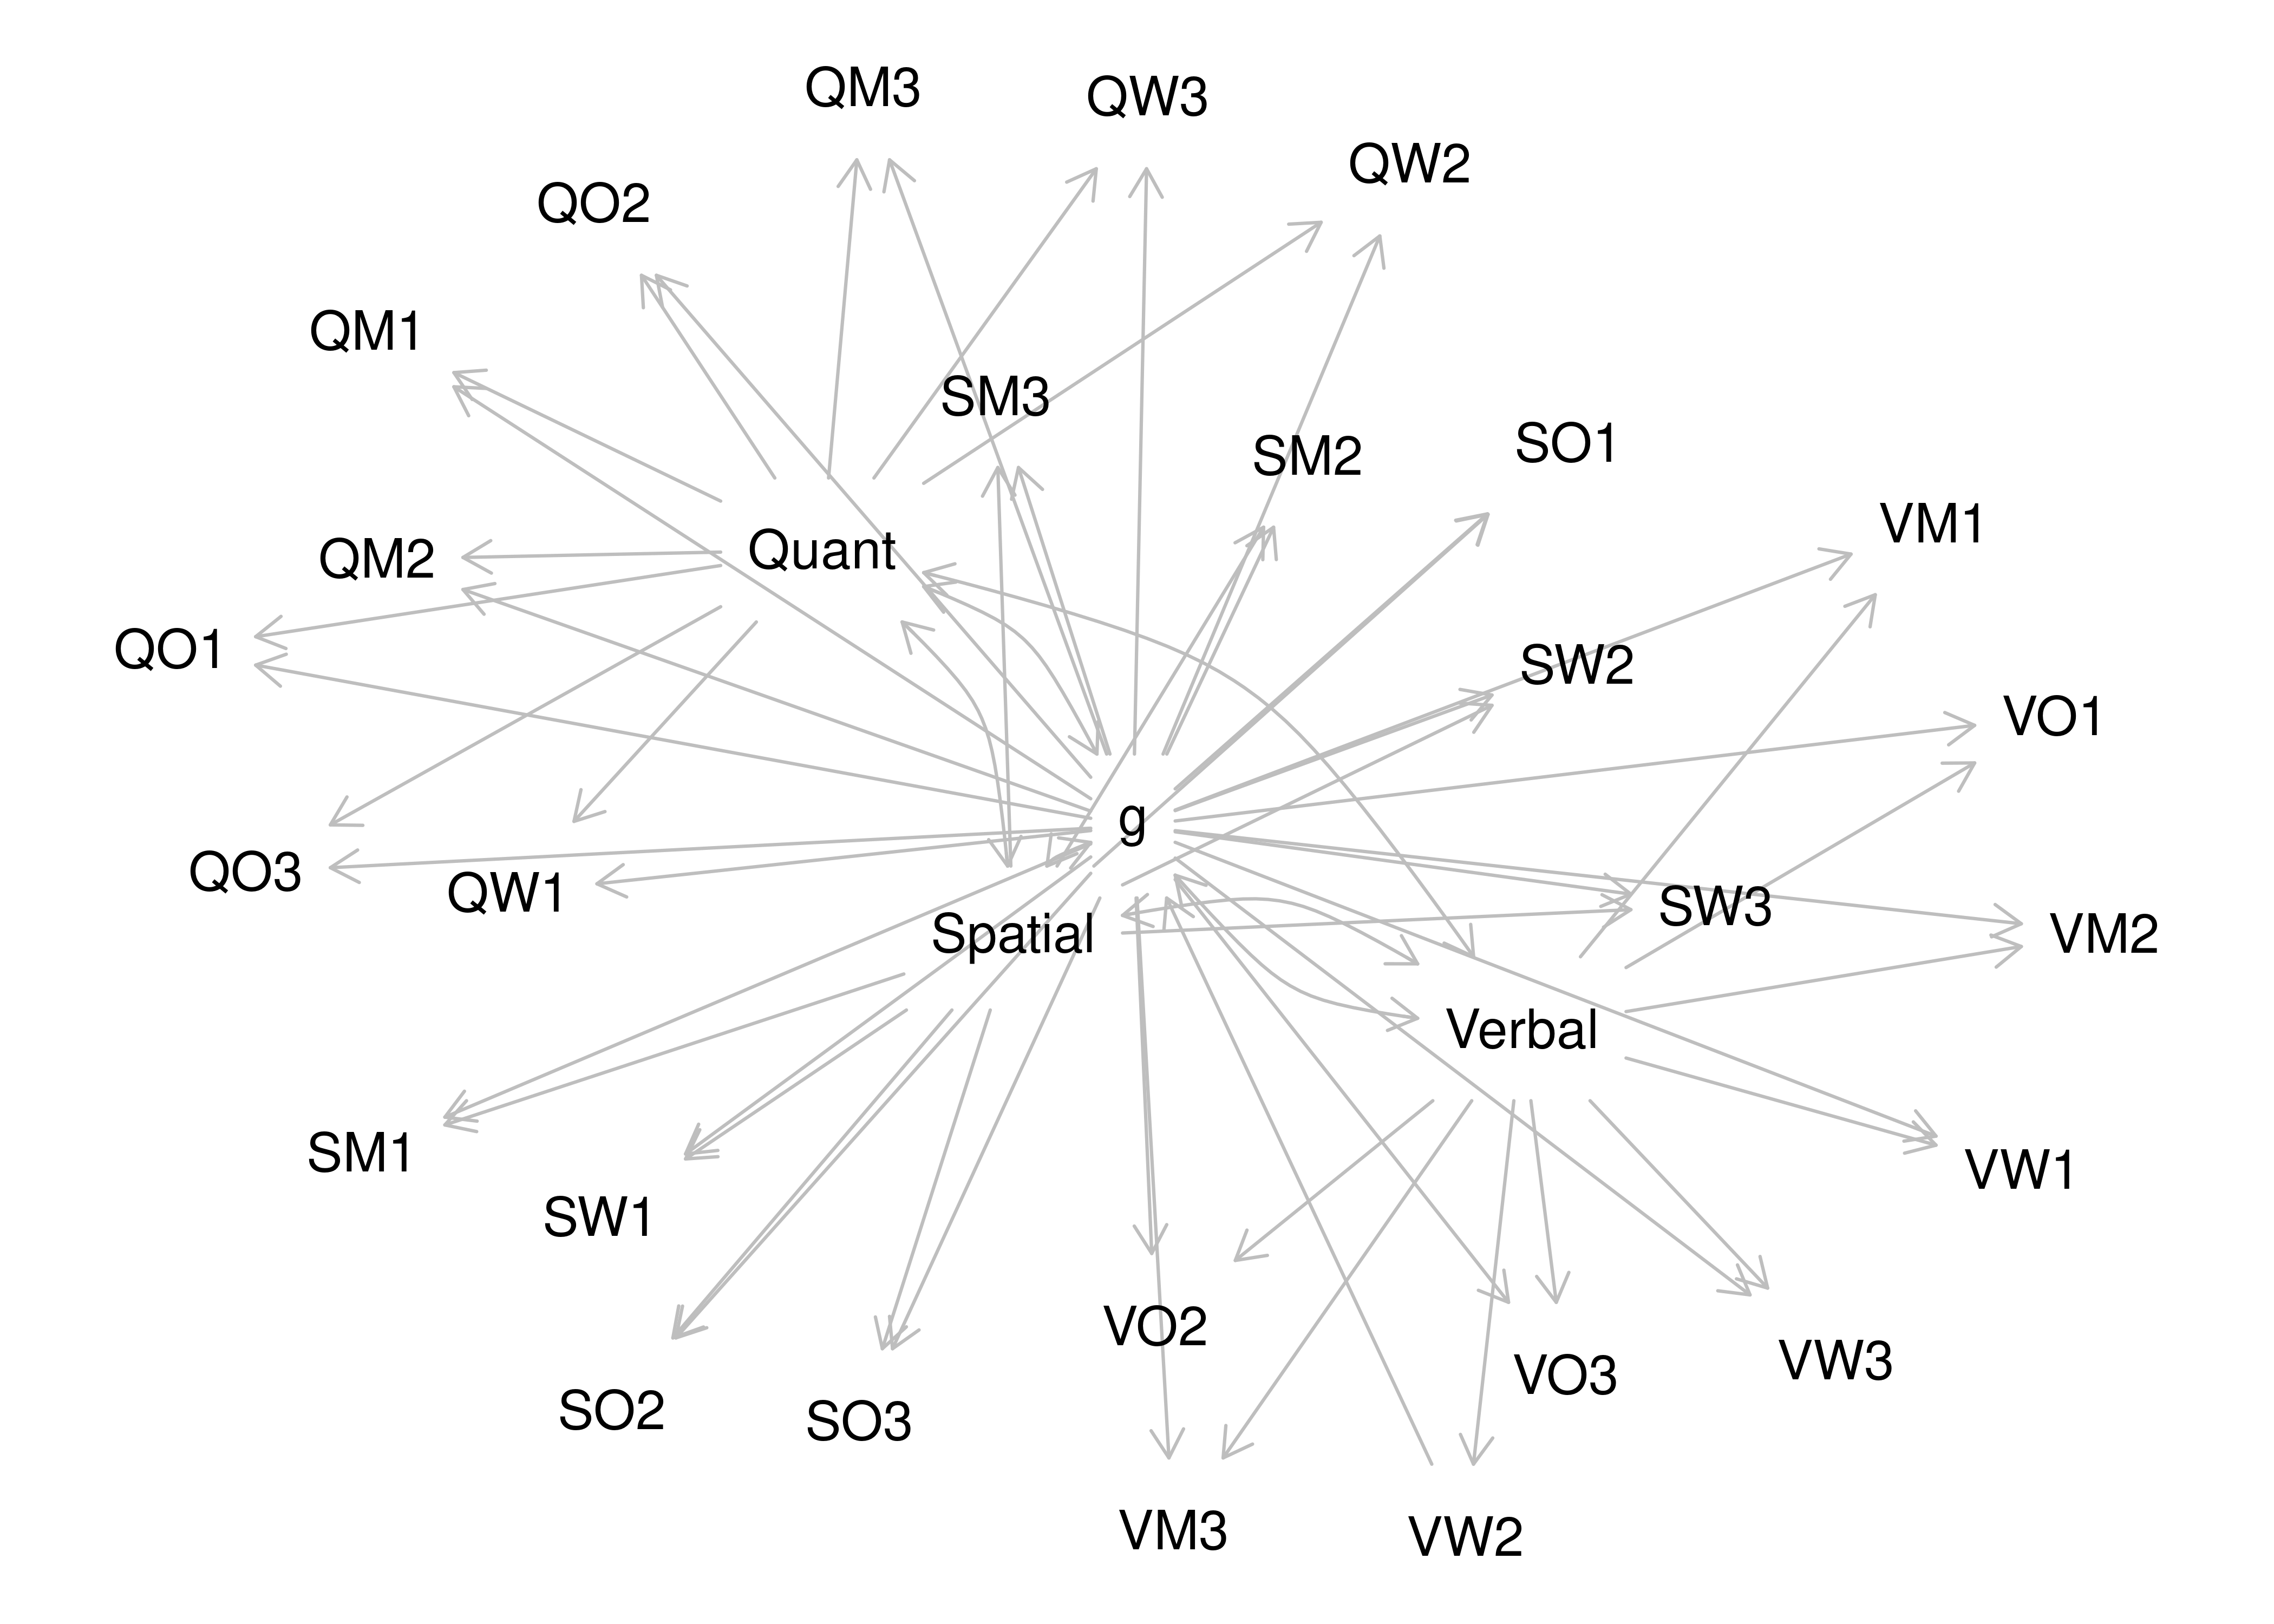 QM3
QW3
QW2
QO2
QM1
SM3
SO1
SM2
VM1
Quant
QM2
QO1
SW2
VO1
g
QO3
QW1
SW3
Spatial
VM2
Verbal
SM1
VW1
SW1
VO2
VW3
VO3
SO2
SO3
VM3
VW2